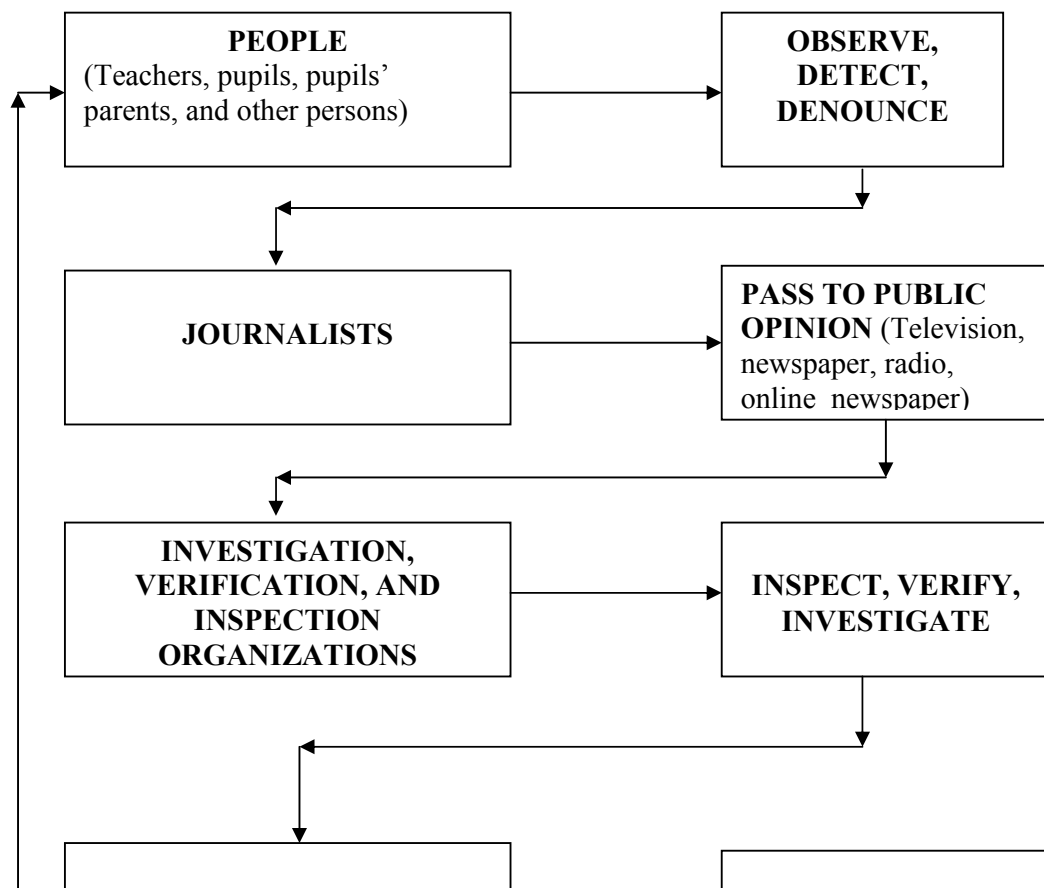 PEOPLE
(Teachers, pupils, pupils’
parents, and other persons)
OBSERVE,
DETECT,
DENOUNCE
JOURNALISTS
PASS TO PUBLIC
OPINION (Television,
newspaper, radio,
online newspaper)
INVESTIGATION,
VERIFICATION, AND
INSPECTION
ORGANIZATIONS
INSPECT, VERIFY,
INVESTIGATE